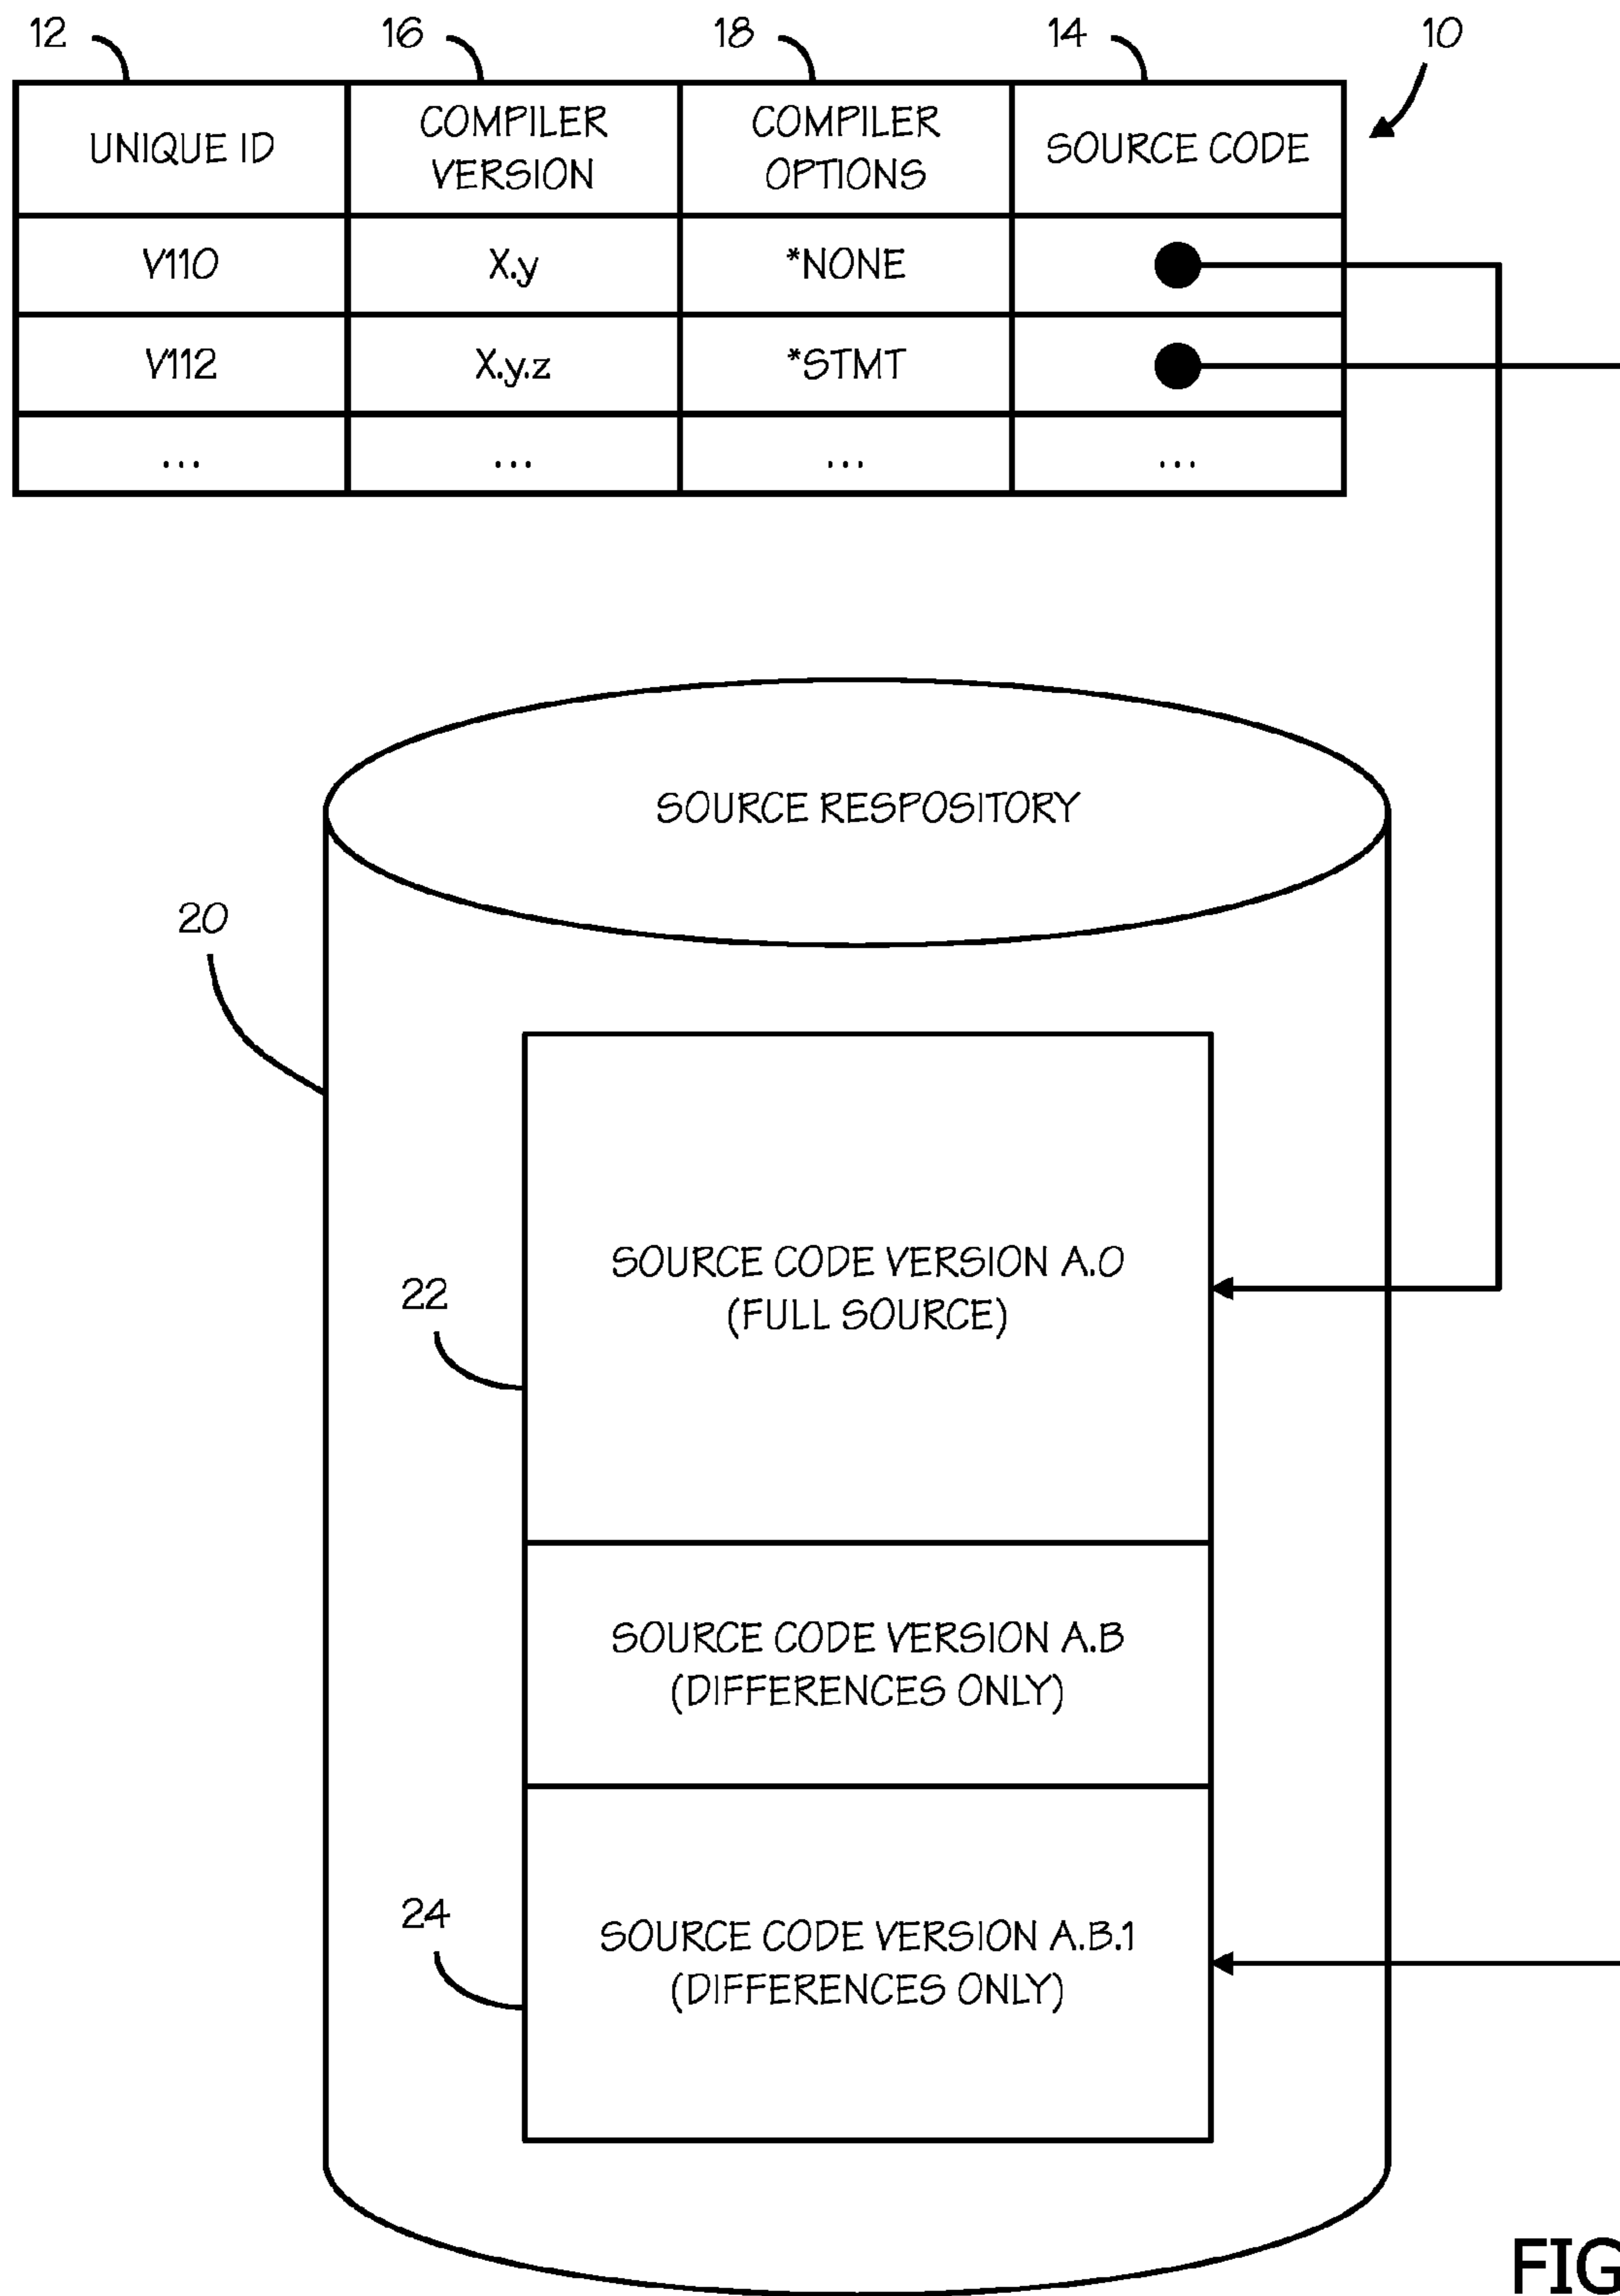 12 16 18 14 10
UNIQUE ID COMPILER VERSION COMPILER OPTIONS SOURCE CODE
V110 X.y *NONE
V112 X.y.z *STMT
... ... ... ...
SOURCE RESPOSITORY
20
SOURCE CODE VERSION A.0
(FULL SOURCE)
22
SOURCE CODE VERSION A.B
(DIFFERENCES ONLY)
24
SOURCE CODE VERSION A.B.1
(DIFFERENCES ONLY)
FIG